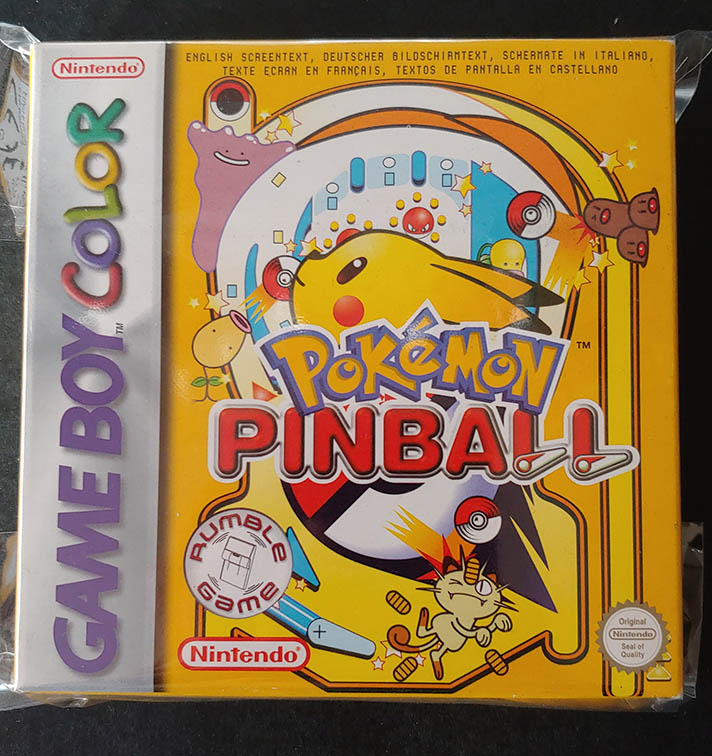 Nintendo®
ENGLISH SCREENTEXT, DEUTSCHER BILDSCHIRMTEXT, SCHERMATE IN ITALIANO,
TEXTE ECRAN EN FRANÇAIS, TEXTOS DE PANTALLA EN CASTELLANO
GAME BOY COLOR
TM
POKéMON
TM
PINBALL
RUMBLE
Game
Nintendo®
Original
Nintendo
Seal of
Quality